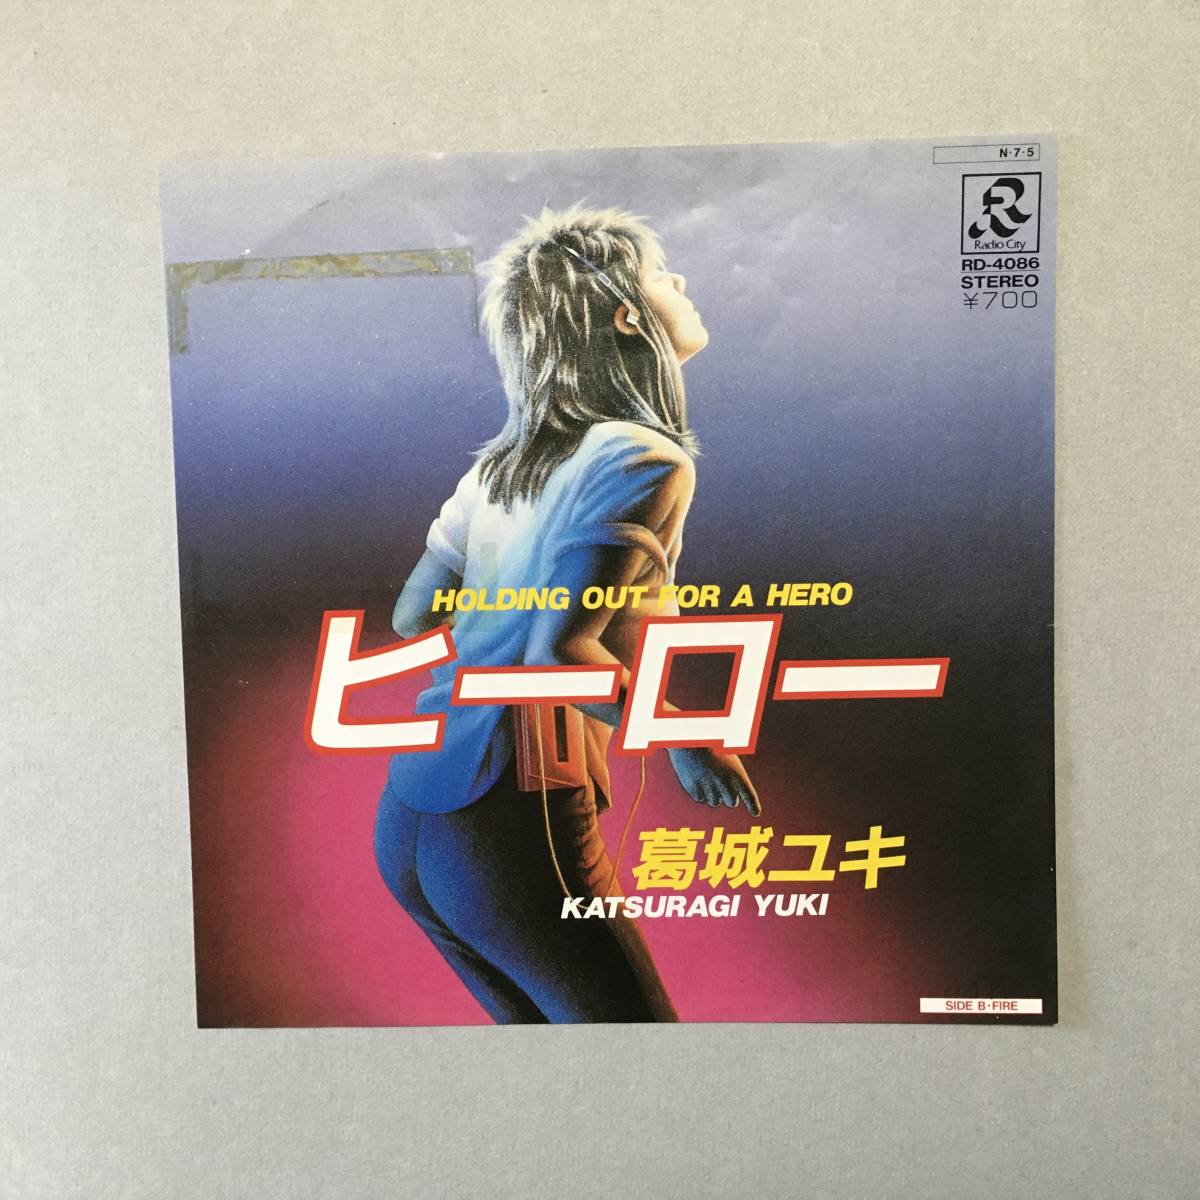 N・7・5
R
Radio City
RD-4086
STEREO
¥700
HOLDING OUT FOR A HERO
ヒーロー
葛城ユキ
KATSURAGI YUKI
SIDE B・FIRE